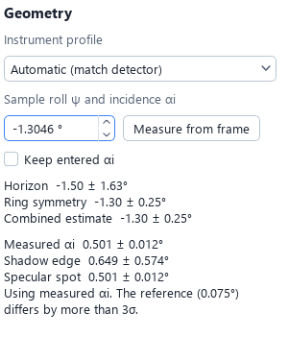 Geometry
Instrument profile
Automatic (match detector)
Sample roll ψ and incidence αi
-1.3046 °
Measure from frame
Keep entered αi
Horizon -1.50 ± 1.63°
Ring symmetry -1.30 ± 0.25°
Combined estimate -1.30 ± 0.25°
Measured αi 0.501 ± 0.012°
Shadow edge 0.649 ± 0.574°
Specular spot 0.501 ± 0.012°
Using measured αi. The reference (0.075°)
differs by more than 3σ.